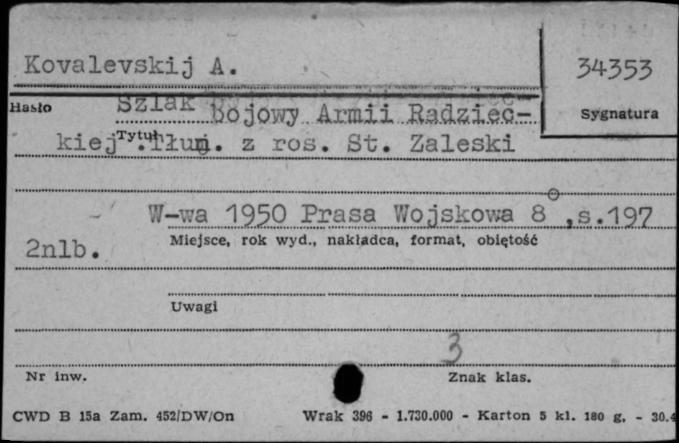 Kovalevskij A.
34353
Hasło
Szlak Bojowy Armii Radziec-
Sygnatura
kiej.Tłum. z ros. St. Zaleski
Tytuł
W-wa 1950 Prasa Wojskowa 8°,s.197
Miejsce, rok wyd., nakładca, format, obiętość
2nlb.
Uwagi
3
Nr inw.
Znak klas.
CWD B 15a Zam. 452/DW/On
Wrak 396 - 1.730.000 - Karton 5 kl. 180 g. - 30.4